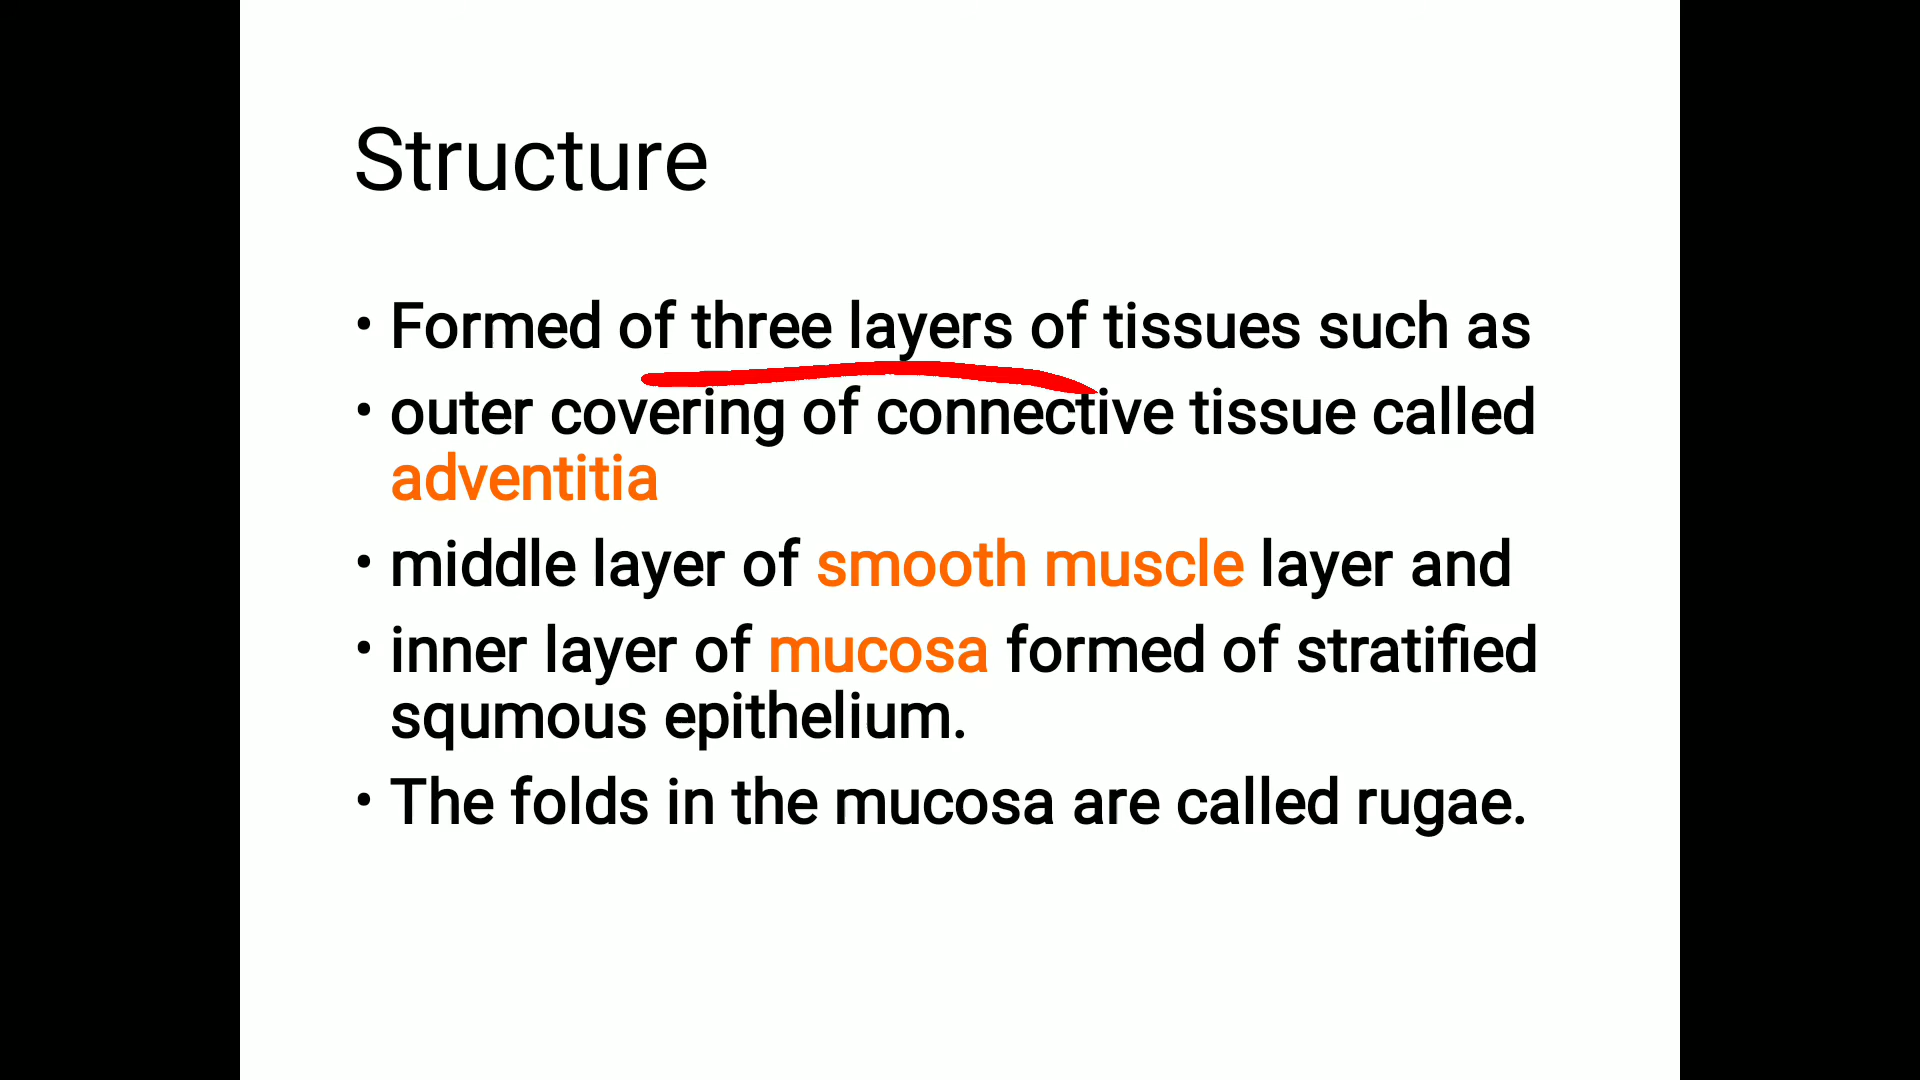 Structure
• Formed of three layers of tissues such as
• outer covering of connective tissue called
adventitia
• middle layer of smooth muscle layer and
• inner layer of mucosa formed of stratified
squmous epithelium.
• The folds in the mucosa are called rugae.